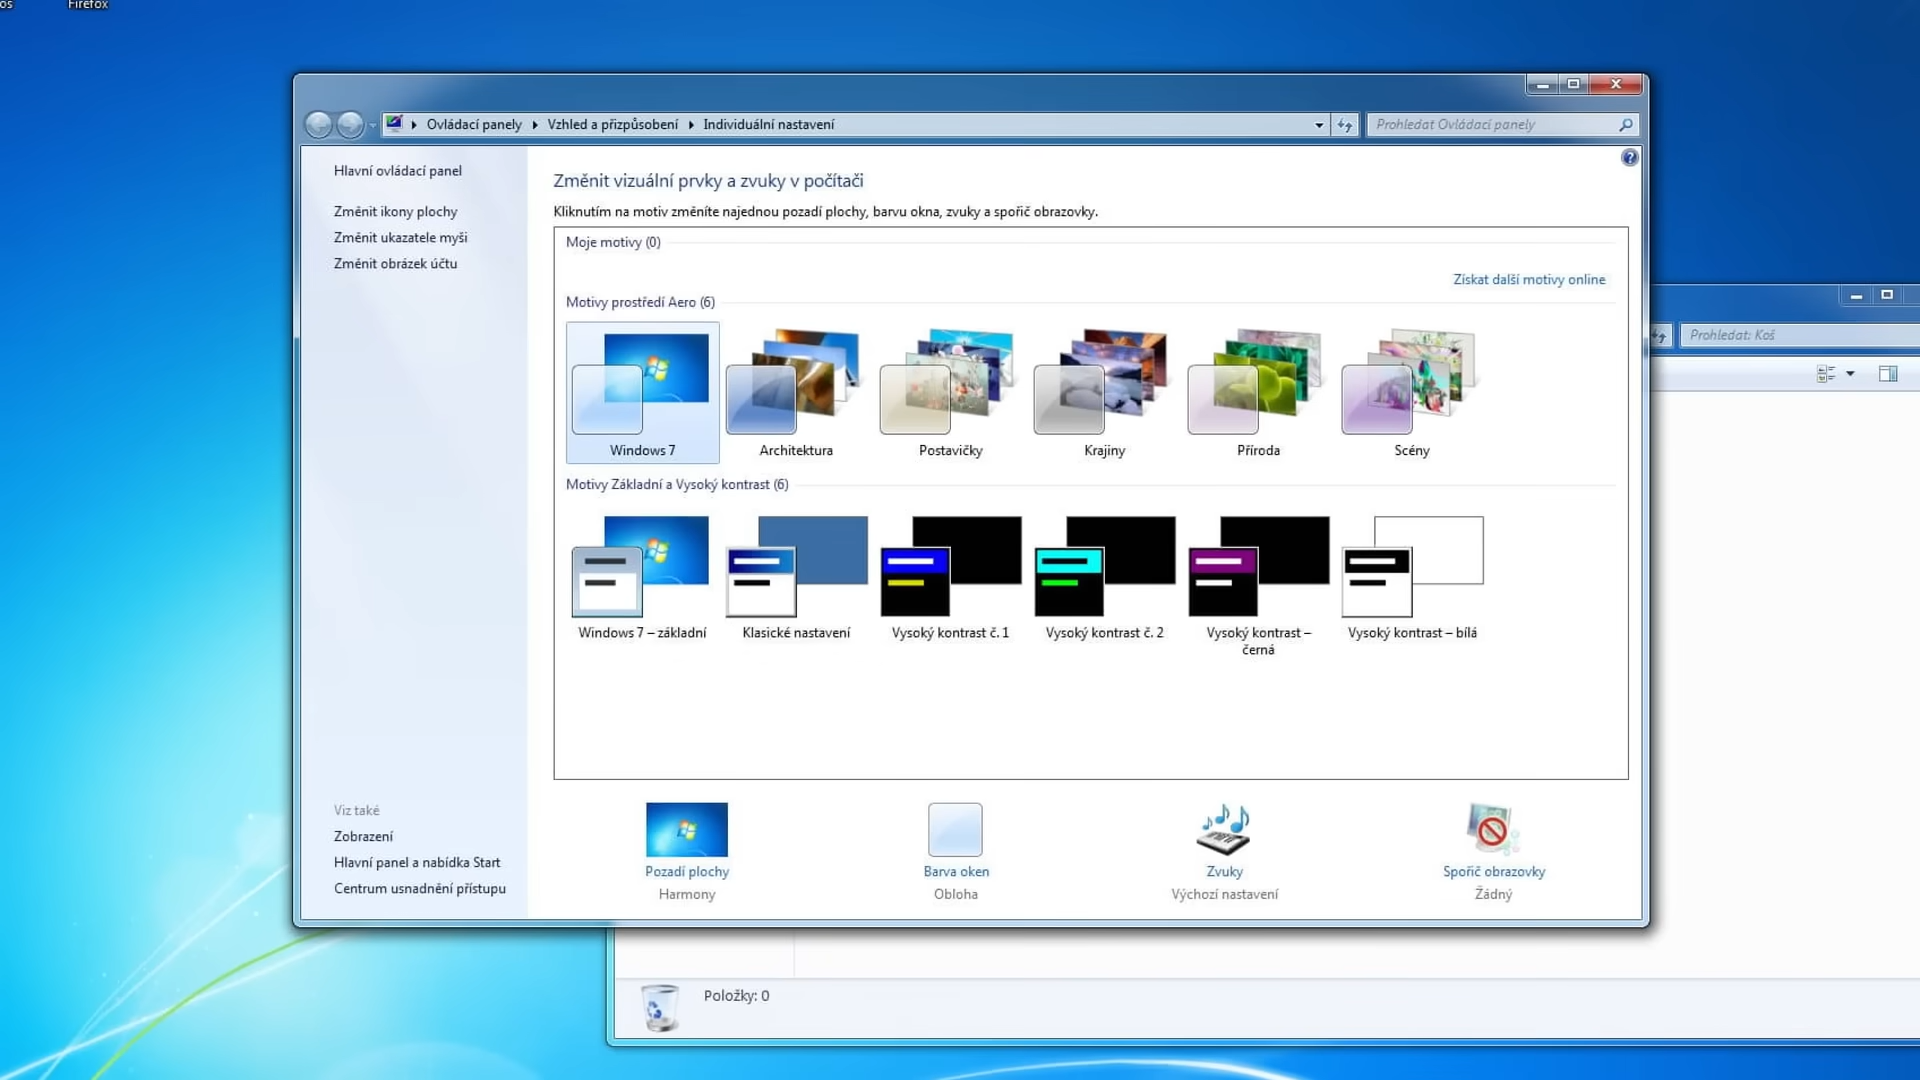 Firefox
Ovládací panely
Vzhled a přizpůsobení
Individuální nastavení
Prohledat Ovládací panely
Hlavní ovládací panel
Změnit ikony plochy
Změnit ukazatele myši
Změnit obrázek účtu
Změnit vizuální prvky a zvuky v počítači
Kliknutím na motiv změníte najednou pozadí plochy, barvu okna, zvuky a spořič obrazovky.
Moje motivy (0)
Získat další motivy online
Motivy prostředí Aero (6)
Windows 7
Architektura
Postavičky
Krajiny
Příroda
Scény
Motivy Základní a Vysoký kontrast (6)
Windows 7 – základní
Klasické nastavení
Vysoký kontrast č. 1
Vysoký kontrast č. 2
Vysoký kontrast –
černá
Vysoký kontrast – bílá
Viz také
Zobrazení
Hlavní panel a nabídka Start
Centrum usnadnění přístupu
Pozadí plochy
Harmony
Barva oken
Obloha
Zvuky
Výchozí nastavení
Spořič obrazovky
Žádný
Prohledat: Koš
Položky: 0